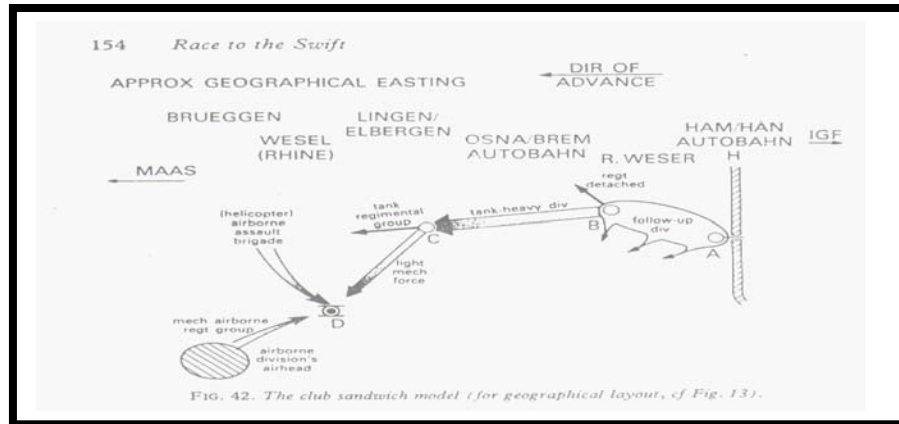 154 Race to the Swift
DIR OF
ADVANCE
APPROX GEOGRAPHICAL EASTING
BRUEGGEN
LINGEN/
ELBERGEN
WESEL
(RHINE)
OSNA/BREM
AUTOBAHN
HAM/HAN
AUTOBAHN
H
IGF
R. WESER
MAAS
regt
detached
(helicopter)
airborne
assault
brigade
tank
regimental
group
tank-heavy div
B
follow-up
div
A
C
light
mech
force
D
mech airborne
regt group
airborne
division's
airhead
FIG. 42. The club sandwich model (for geographical layout, cf Fig. 13).